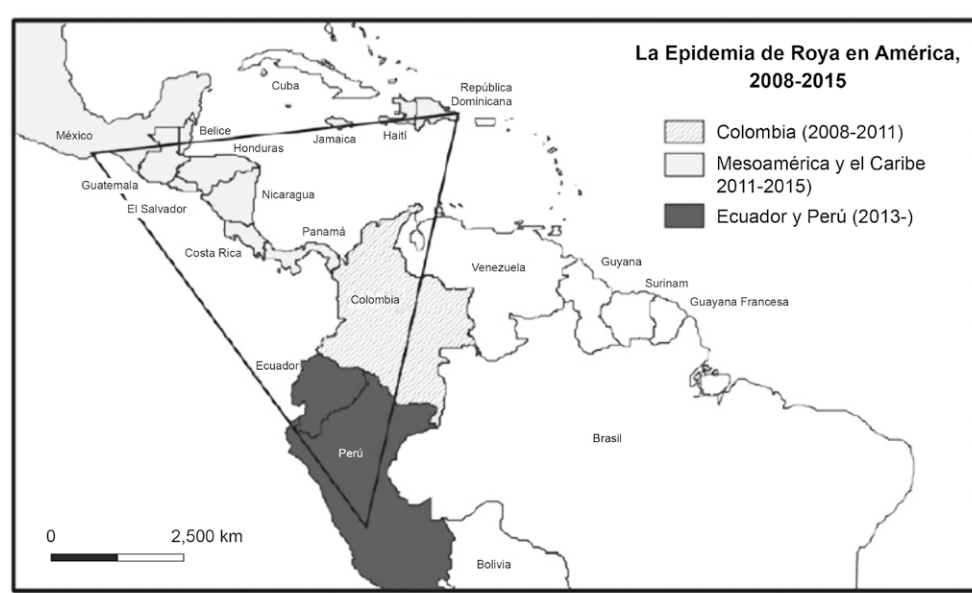 La Epidemia de Roya en América,
2008-2015
Colombia (2008-2011)
Mesoamérica y el Caribe
2011-2015)
Ecuador y Perú (2013-)
Cuba
República
Dominicana
México
Belice
Jamaica
Haití
Honduras
Guatemala
Nicaragua
El Salvador
Panamá
Costa Rica
Venezuela
Guyana
Surinam
Guayana Francesa
Colombia
Ecuador
Brasil
Perú
0 2,500 km
Bolivia